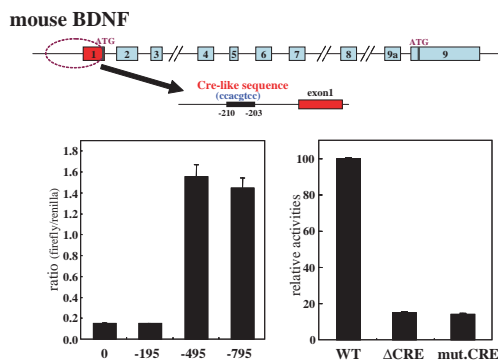 mouse BDNF
ATG ATG
1 2 3 4 5 6 7 8 9a 9
Cre-like sequence
(ccacgtcc)
exon1
-210 -203
ratio (firefly/renilla)
1.8
1.6
1.4
1.2
1.0
0.8
0.6
0.4
0.2
0.0
0 -195 -495 -795
relative activities
120
100
80
60
40
20
0
WT ΔCRE mut.CRE